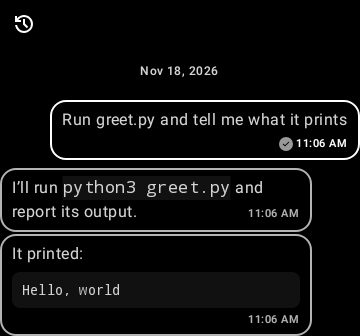 Nov 18, 2026
Run greet.py and tell me what it prints
11:06 AM
I'll run python3 greet.py and
report its output.
11:06 AM
It printed:
Hello, world
11:06 AM